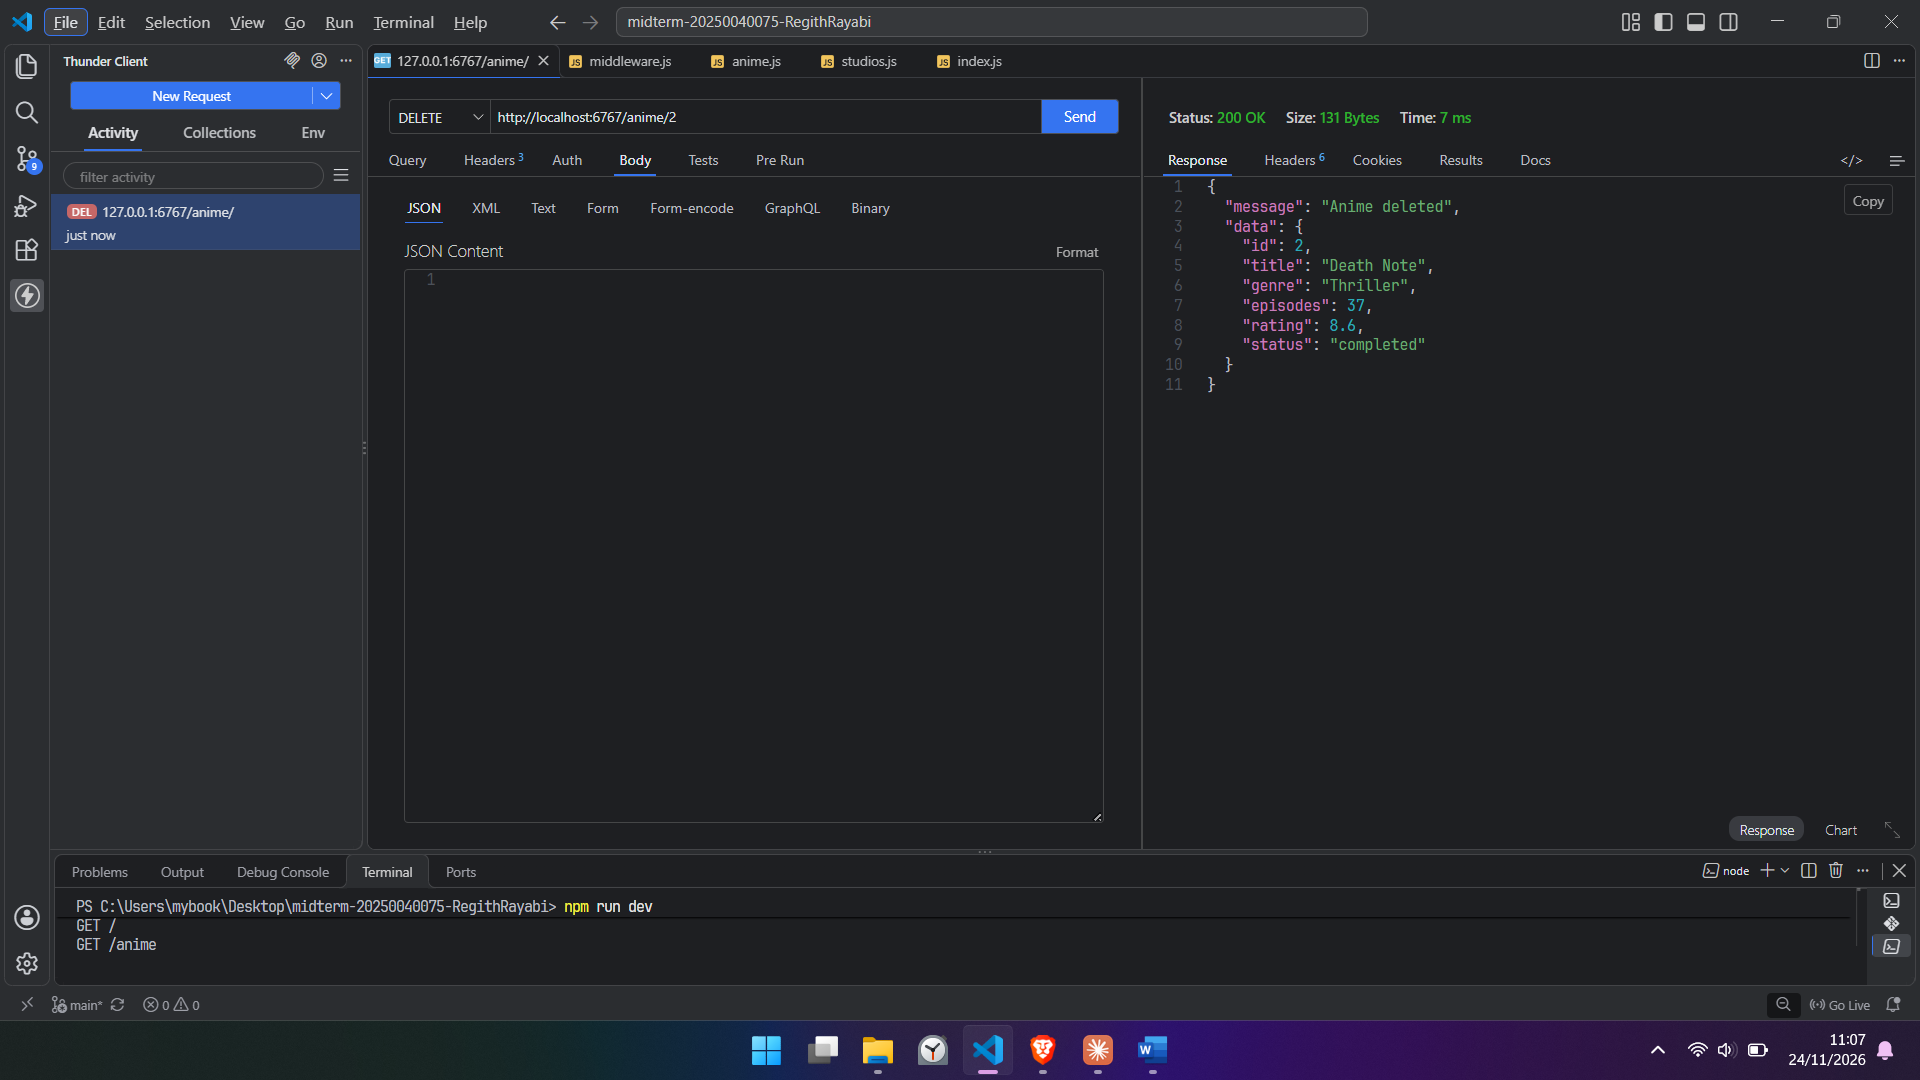 File Edit Selection View Go Run Terminal Help
midterm-20250040075-RegithRayabi
Thunder Client
New Request
Activity Collections Env
filter activity
DEL 127.0.0.1:6767/anime/
just now
9
GET 127.0.0.1:6767/anime/
JS middleware.js
JS anime.js
JS studios.js
JS index.js
DELETE http://localhost:6767/anime/2 Send
Query Headers 3 Auth Body Tests Pre Run
JSON XML Text Form Form-encode GraphQL Binary
JSON Content Format
1
Status: 200 OK Size: 131 Bytes Time: 7 ms
Response Headers 6 Cookies Results Docs </>
Copy
1 {
2 "message": "Anime deleted",
3 "data": {
4 "id": 2,
5 "title": "Death Note",
6 "genre": "Thriller",
7 "episodes": 37,
8 "rating": 8.6,
9 "status": "completed"
10 }
11 }
Response Chart
Problems Output Debug Console Terminal Ports
node
PS C:\Users\mybook\Desktop\midterm-20250040075-RegithRayabi> npm run dev
GET /
GET /anime
main* 0 0
Go Live
W
11:07
24/11/2026